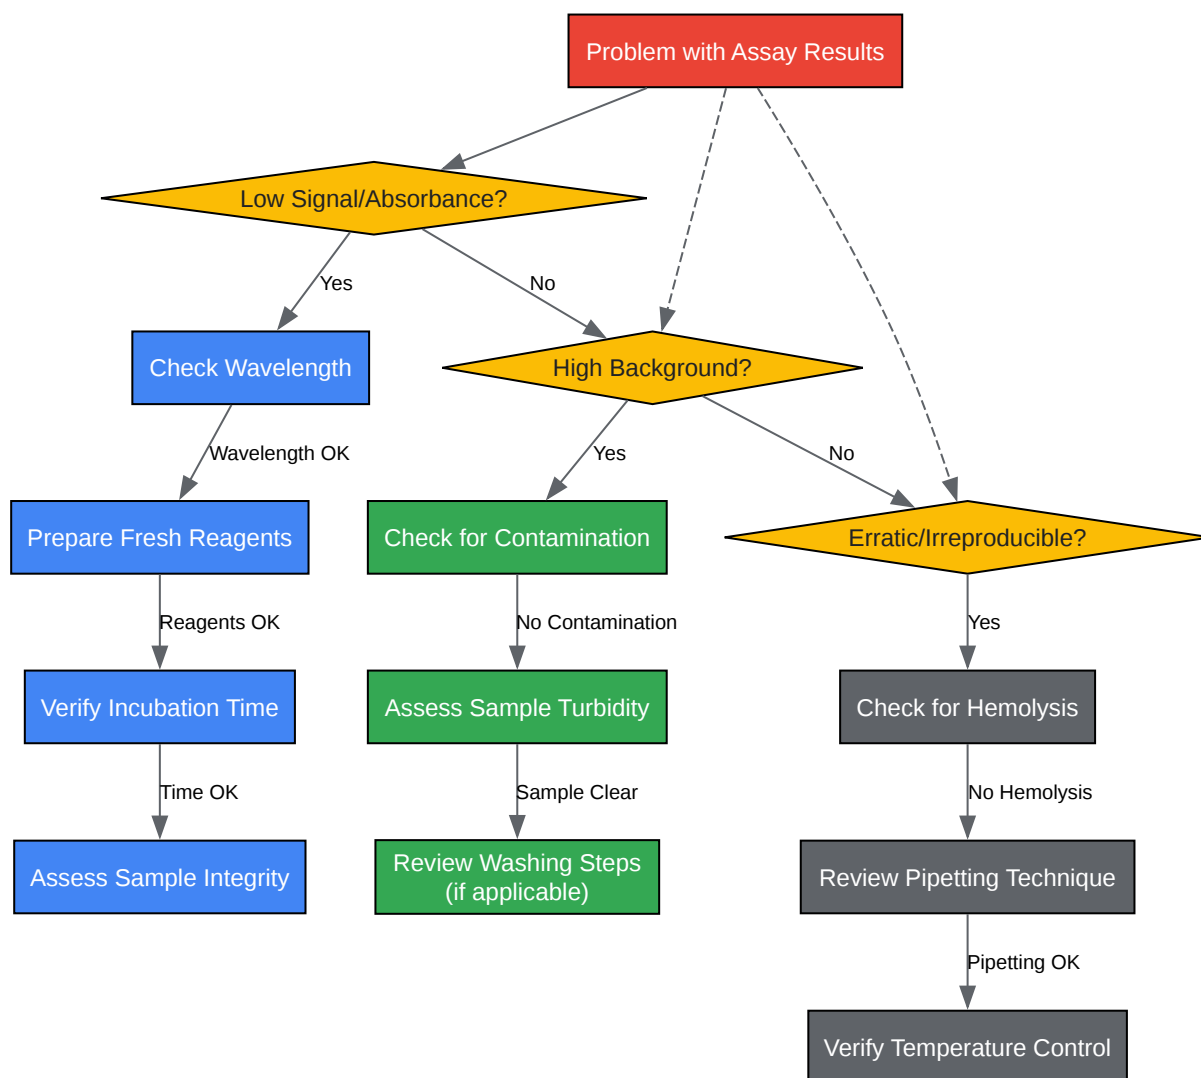 Problem with Assay Results
Low Signal/Absorbance?
Yes
No
Check Wavelength
High Background?
Wavelength OK
Yes
No
Prepare Fresh Reagents
Check for Contamination
Erratic/Irreproducible?
Reagents OK
No Contamination
Yes
Verify Incubation Time
Assess Sample Turbidity
Check for Hemolysis
Time OK
Sample Clear
No Hemolysis
Assess Sample Integrity
Review Washing Steps
(if applicable)
Review Pipetting Technique
Pipetting OK
Verify Temperature Control